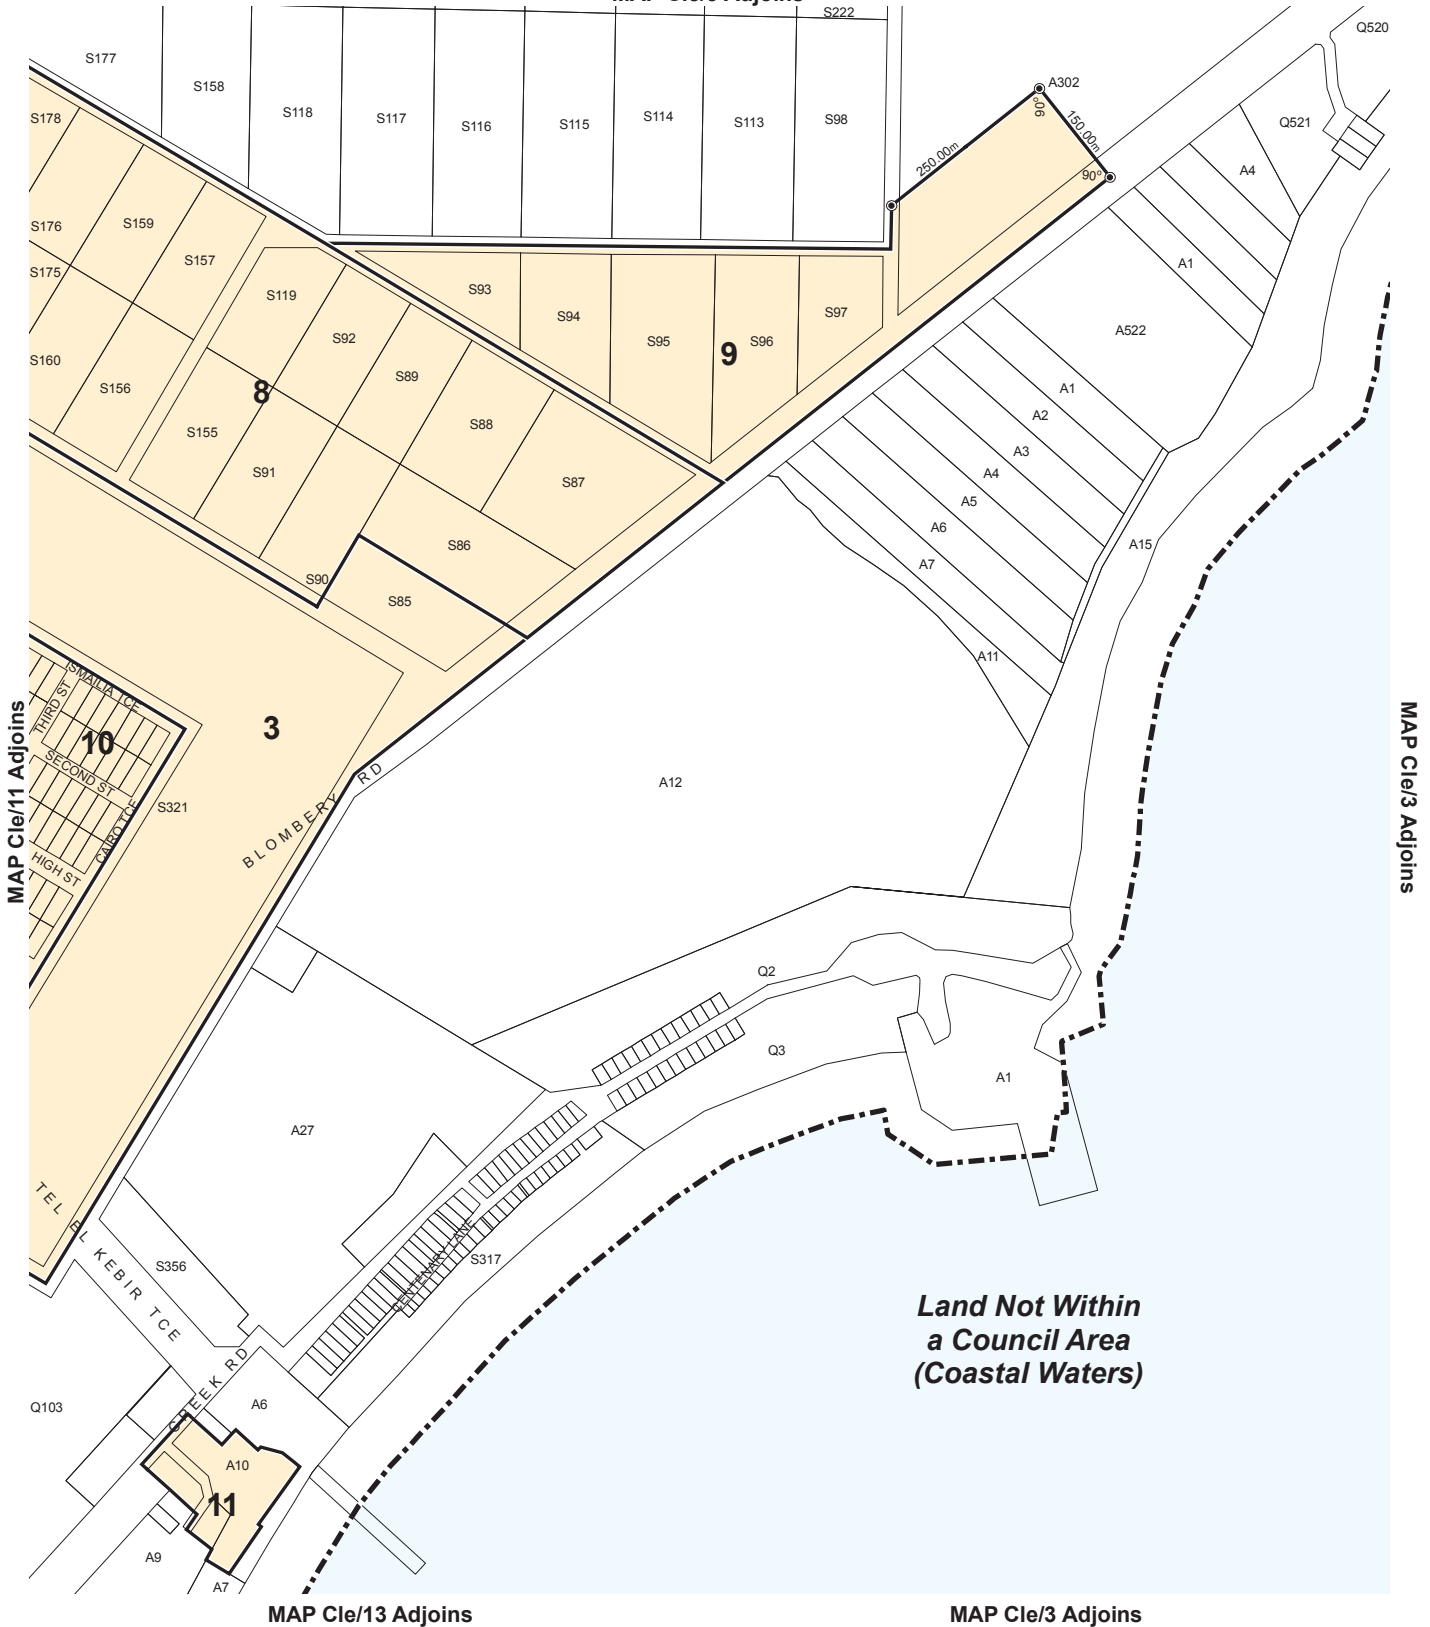 S222
Q520
S177
S158
S118
S117
S116
S115
S114
S113
S98
A302
90°
150.00m
250.00m
90°
Q521
A4
S178
S176
S159
S175
S157
S119
S92
S93
S94
S95
S96
S97
9
A1
A522
S160
S156
8
S89
S88
S155
S91
S87
S86
S90
S85
A1
A2
A3
A4
A5
A6
A7
A11
A15
ISMAILIA TCE
THIRD ST
10
SECOND ST
CAIRO TCE
HIGH ST
3
S321
BLOMBERY RD
A12
MAP Cle/11 Adjoins
MAP Cle/3 Adjoins
Q2
Q3
A1
A27
TEL EL KEBIR TCE
S356
CENTENARY LANE
S317
Land Not Within
a Council Area
(Coastal Waters)
Q103
CREEK RD
A6
A10
11
A9
A7
MAP Cle/13 Adjoins
MAP Cle/3 Adjoins